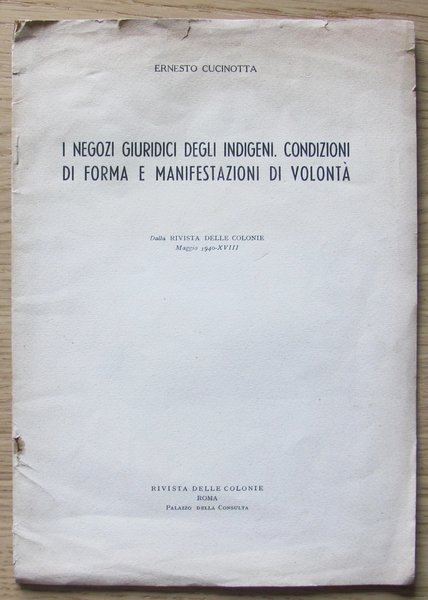 ERNESTO CUCINOTTA
I NEGOZI GIURIDICI DEGLI INDIGENI. CONDIZIONI
DI FORMA E MANIFESTAZIONI DI VOLONTÀ
Dalla RIVISTA DELLE COLONIE
Maggio 1940-XVIII
RIVISTA DELLE COLONIE
ROMA
PALAZZO DELLA CONSULTA